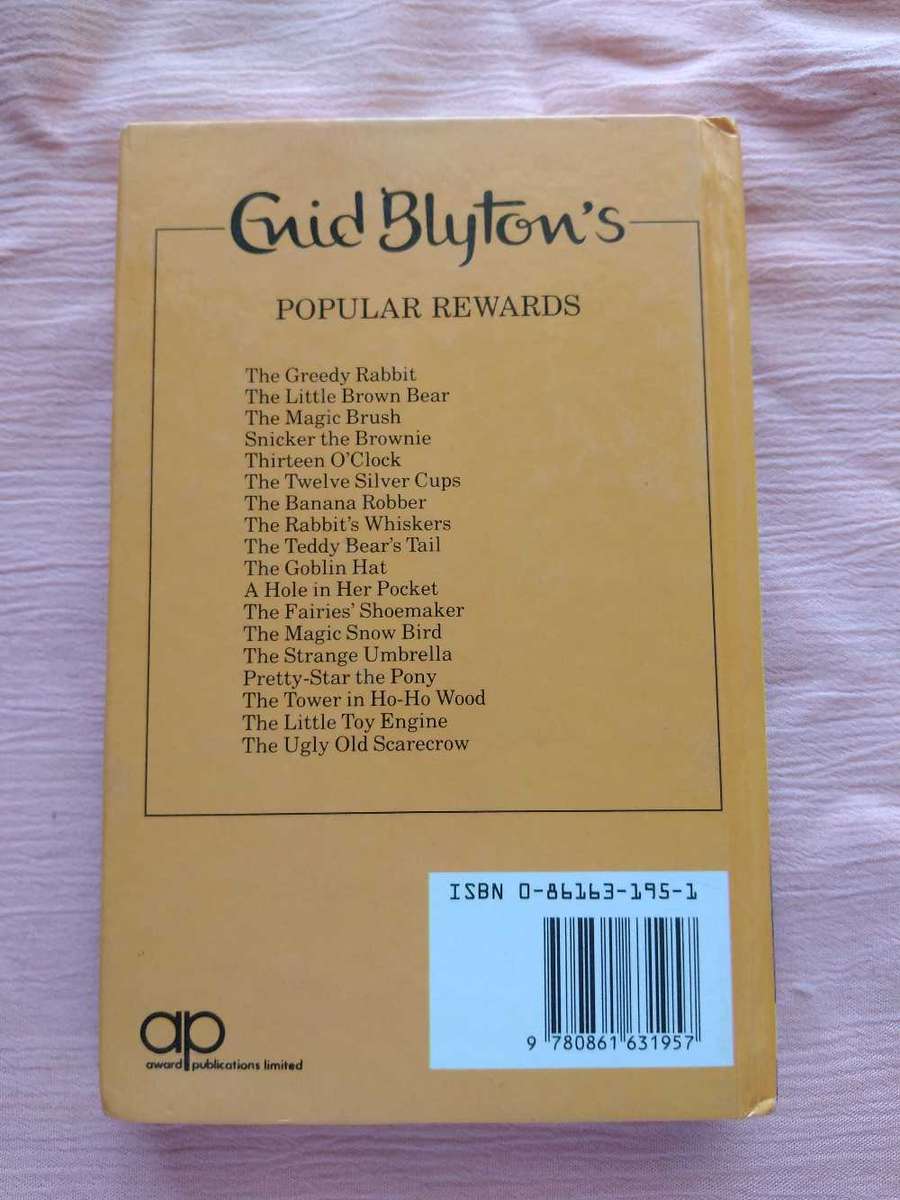 Enid Blyton's
POPULAR REWARDS
The Greedy Rabbit
The Little Brown Bear
The Magic Brush
Snicker the Brownie
Thirteen O'Clock
The Twelve Silver Cups
The Banana Robber
The Rabbit's Whiskers
The Teddy Bear's Tail
The Goblin Hat
A Hole in Her Pocket
The Fairies' Shoemaker
The Magic Snow Bird
The Strange Umbrella
Pretty-Star the Pony
The Tower in Ho-Ho Wood
The Little Toy Engine
The Ugly Old Scarecrow
ISBN 0-86163-195-1
9 780861 631957
ap
award publications limited